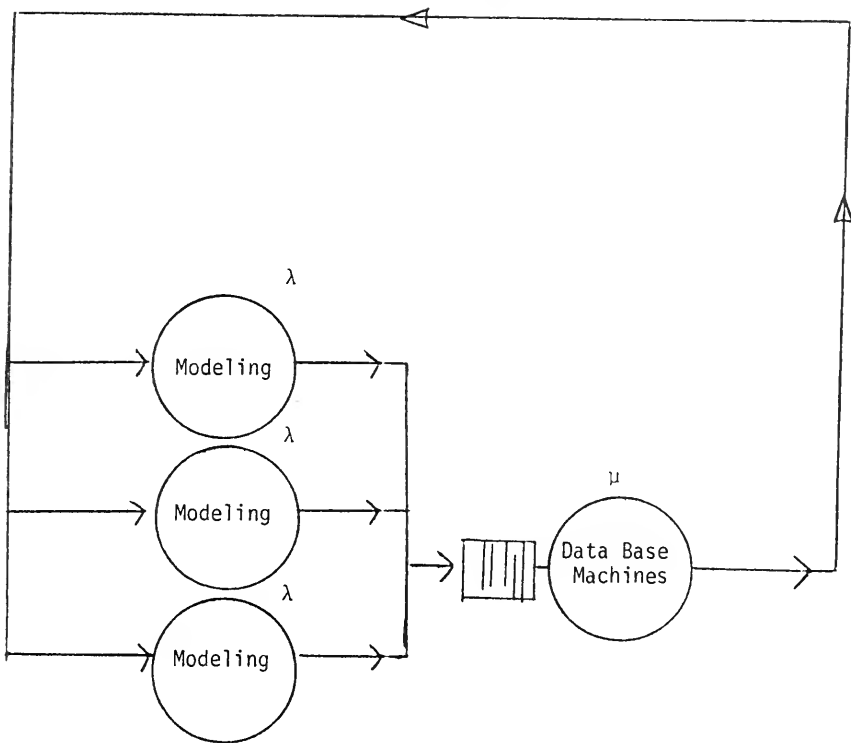 λ
Modeling
λ
Modeling
μ
Data Base
Machines
λ
Modeling